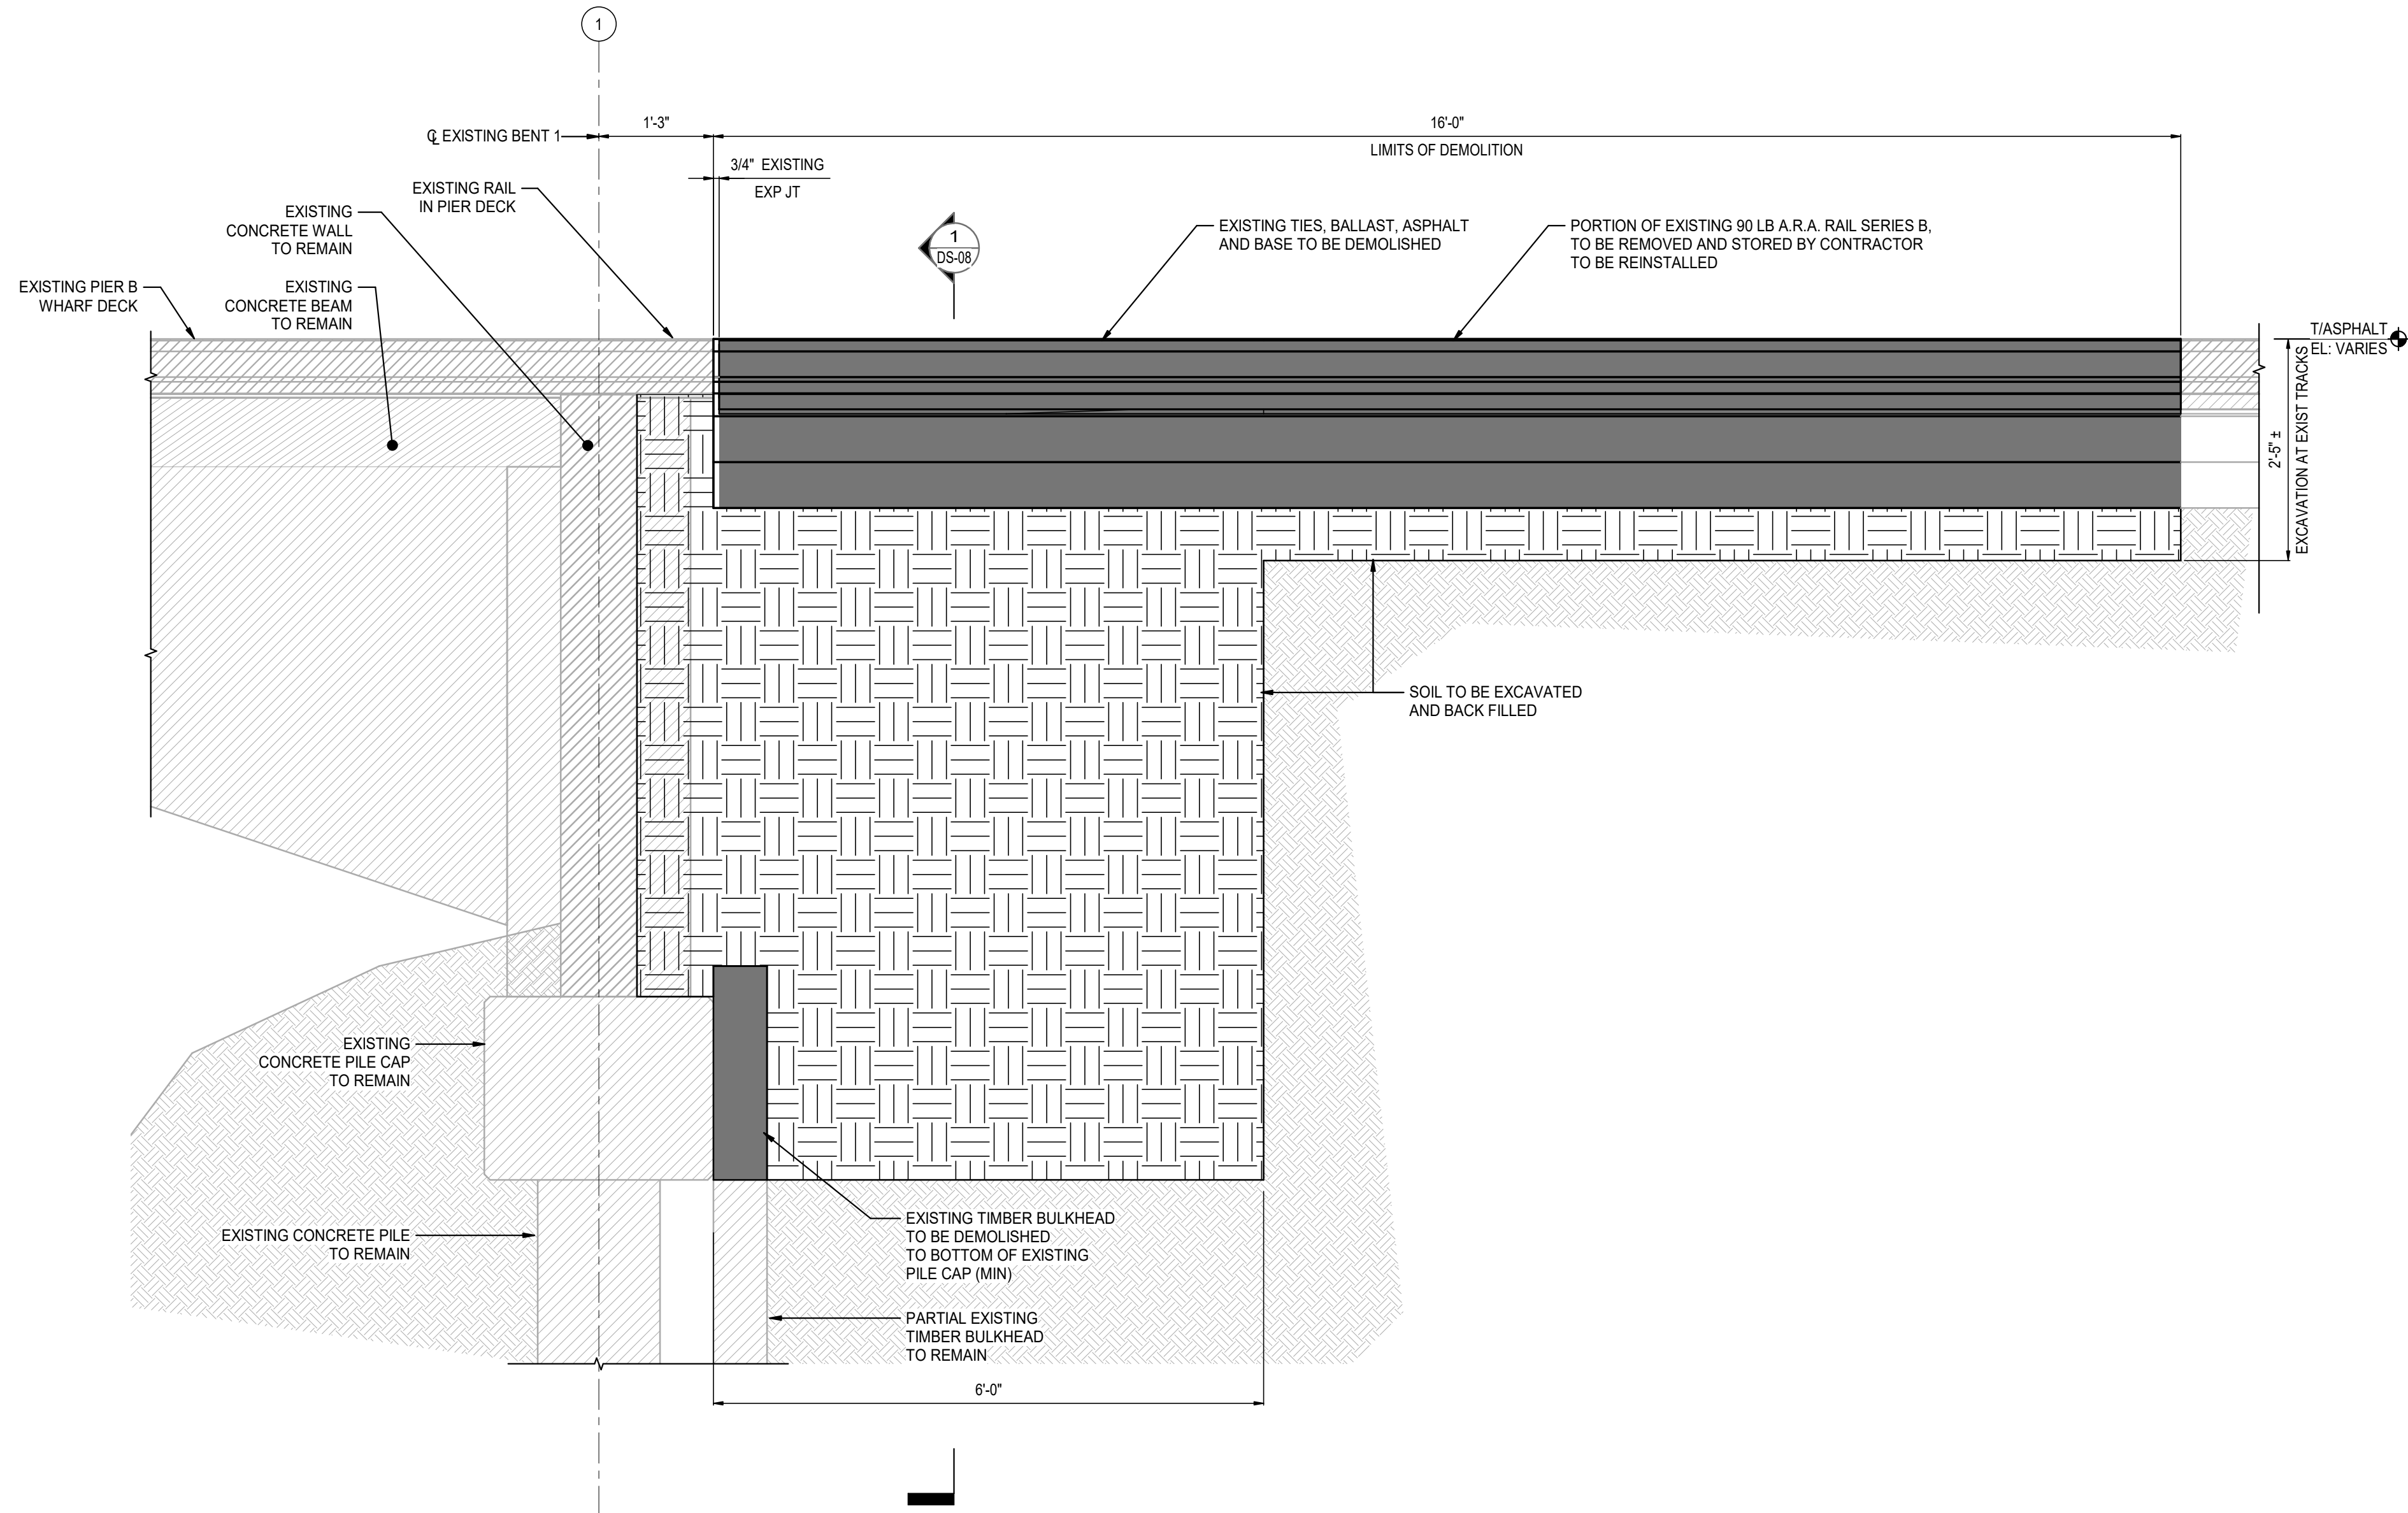 1
1'-3"
16'-0"
℄ EXISTING BENT 1
LIMITS OF DEMOLITION
3/4" EXISTING
EXP JT
EXISTING RAIL
IN PIER DECK
EXISTING
CONCRETE WALL
TO REMAIN
1
DS-08
EXISTING TIES, BALLAST, ASPHALT
AND BASE TO BE DEMOLISHED
PORTION OF EXISTING 90 LB A.R.A. RAIL SERIES B,
TO BE REMOVED AND STORED BY CONTRACTOR
TO BE REINSTALLED
EXISTING PIER B
WHARF DECK
EXISTING
CONCRETE BEAM
TO REMAIN
T/ASPHALT
EL: VARIES
2'-5" ±
EXCAVATION AT EXIST TRACKS
SOIL TO BE EXCAVATED
AND BACK FILLED
EXISTING
CONCRETE PILE CAP
TO REMAIN
EXISTING CONCRETE PILE
TO REMAIN
EXISTING TIMBER BULKHEAD
TO BE DEMOLISHED
TO BOTTOM OF EXISTING
PILE CAP (MIN)
PARTIAL EXISTING
TIMBER BULKHEAD
TO REMAIN
6'-0"